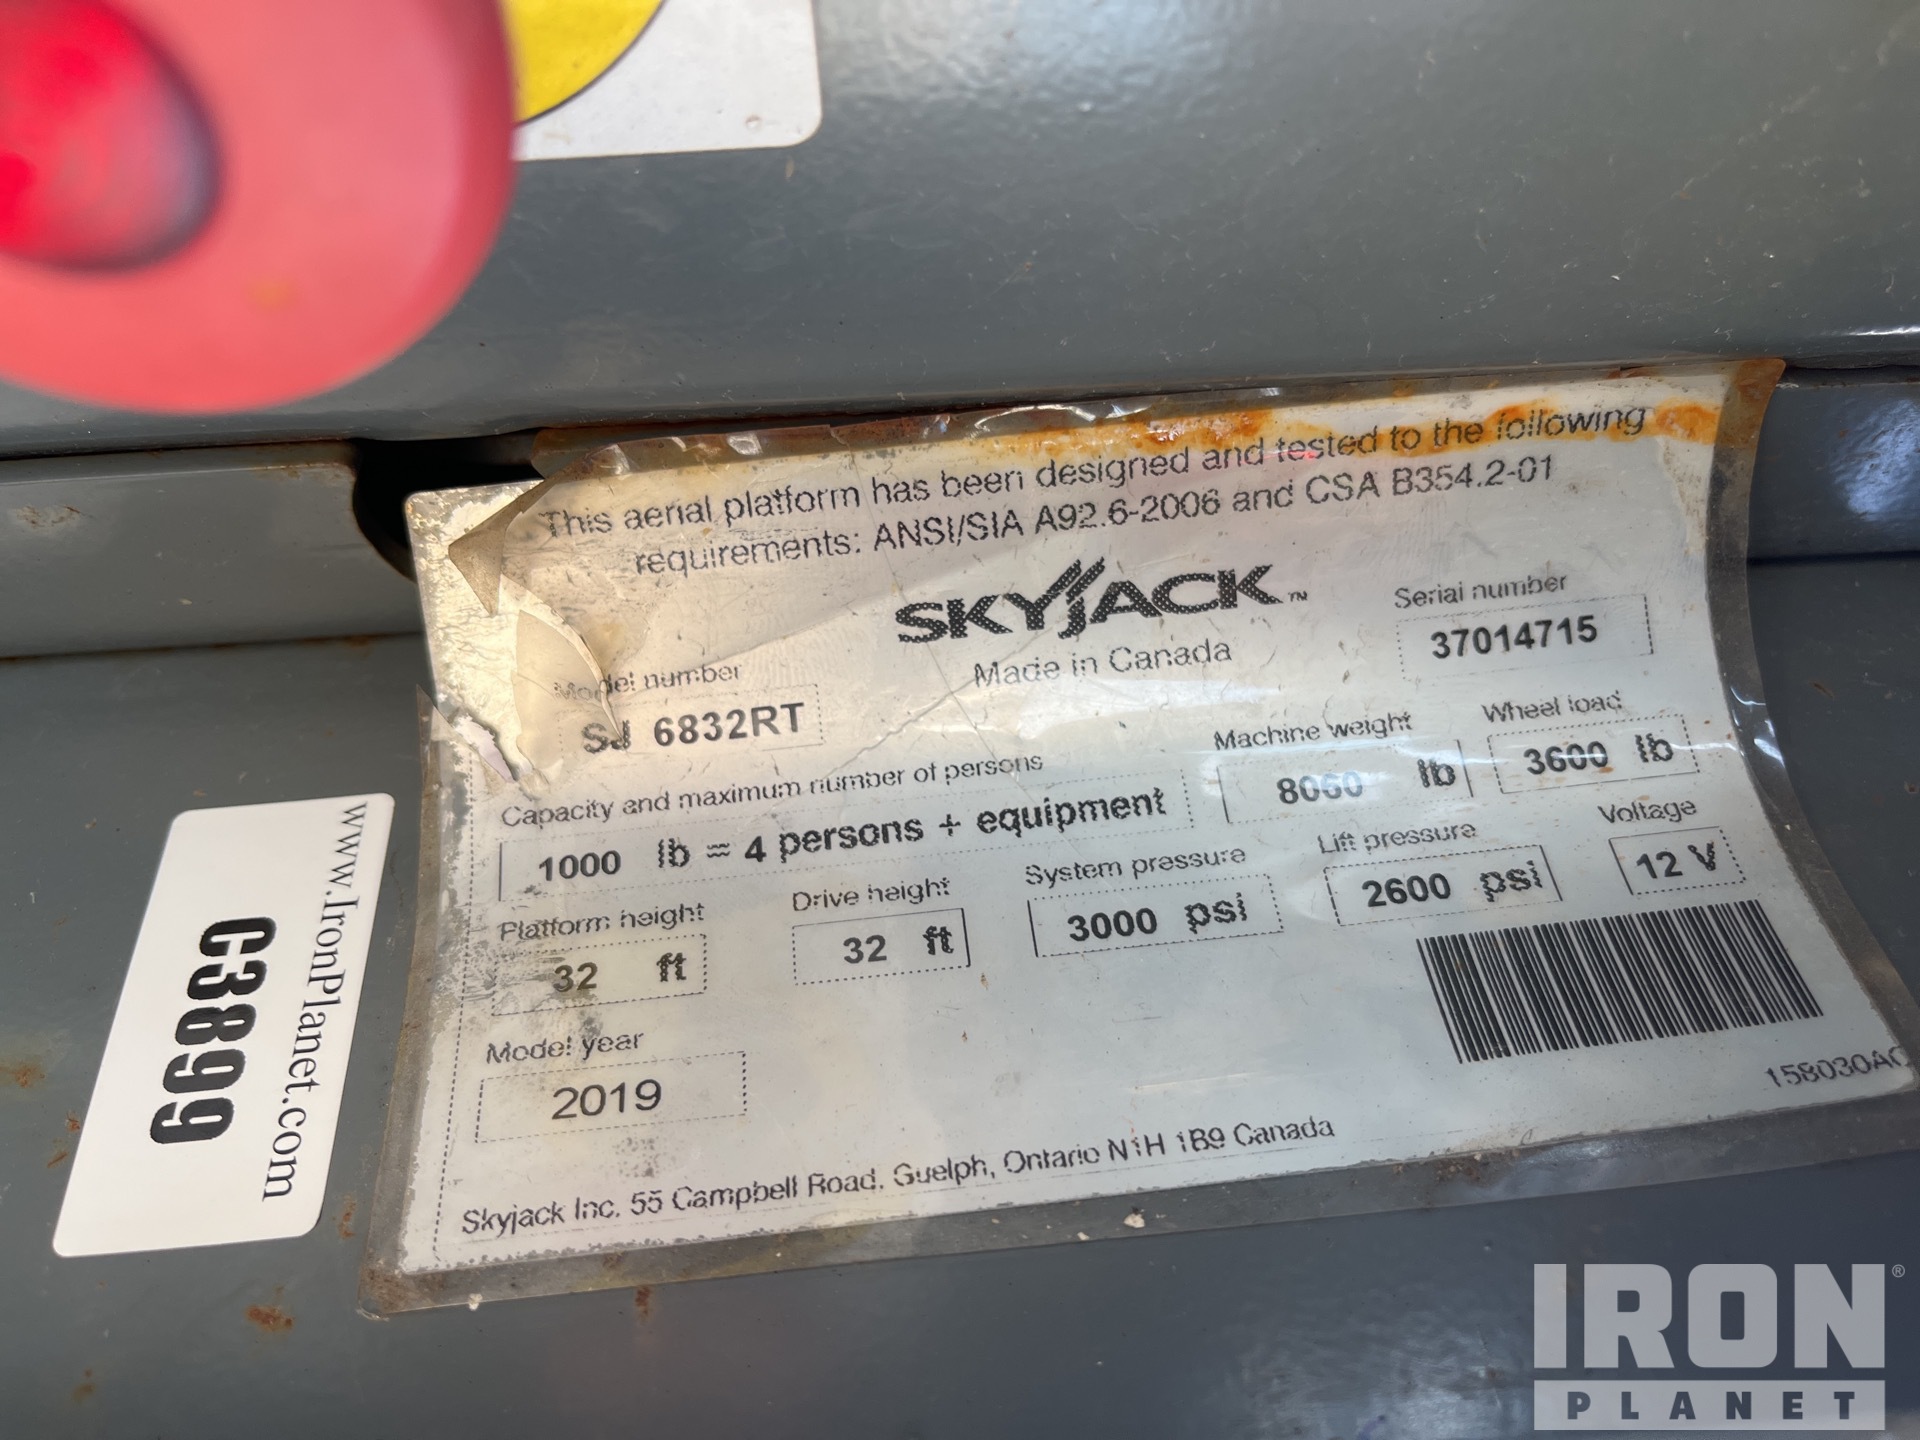 This aerial platform has been designed and tested to the following
requirements: ANSI/SIA A92.6-2006 and CSA B354.2-01
SKYJACK™
Made in Canada
Serial number
37014715
Model number
SJ 6832RT
Capacity and maximum number of persons
1000 lb = 4 persons + equipment
Machine weight
8060 lb
Wheel load
3600 lb
Platform height
32 ft
Drive height
32 ft
System pressure
3000 psi
Lift pressure
2600 psi
Voltage
12 V
Model year
2019
Skyjack Inc. 55 Campbell Road. Guelph, Ontario N1H 1B9 Canada
www.IronPlanet.com
C3899
IRON®
PLANET